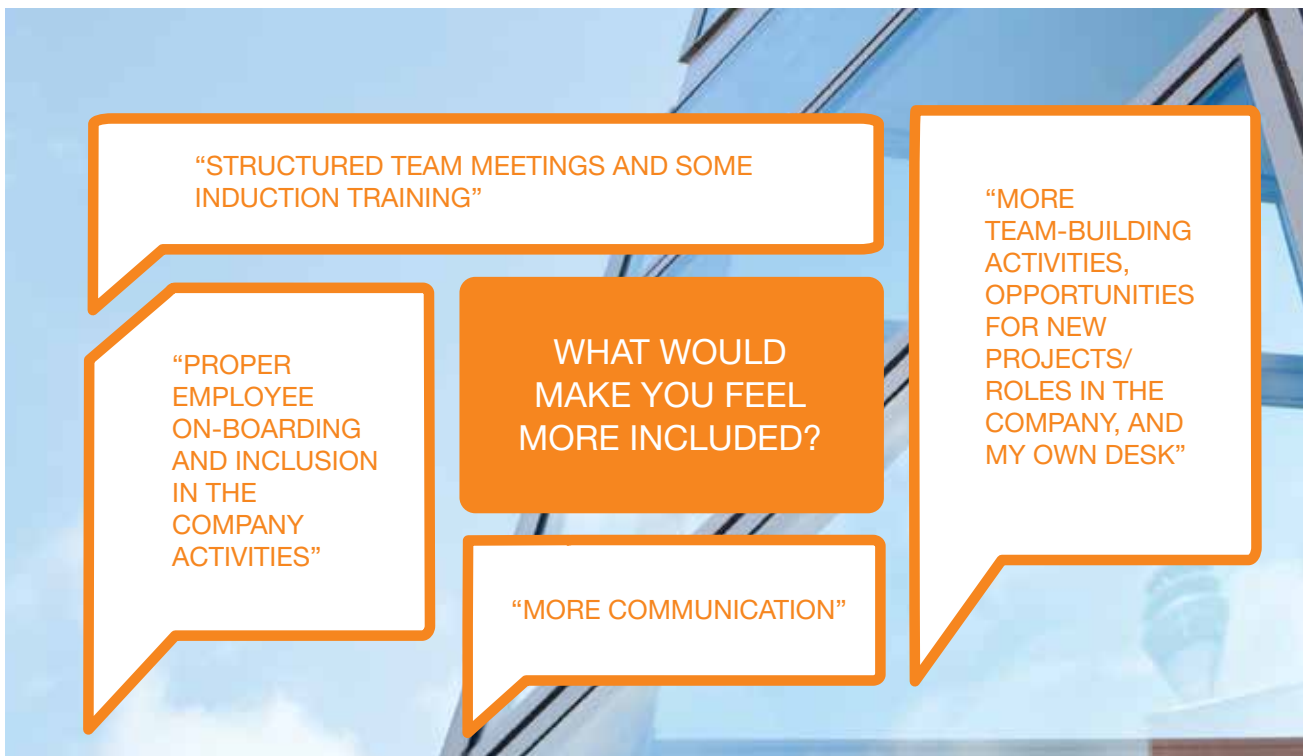 “STRUCTURED TEAM MEETINGS AND SOME
INDUCTION TRAINING”
“MORE
TEAM-BUILDING
ACTIVITIES,
OPPORTUNITIES
FOR NEW
PROJECTS/
ROLES IN THE
COMPANY, AND
MY OWN DESK”
“PROPER
EMPLOYEE
ON-BOARDING
AND INCLUSION
IN THE
COMPANY
ACTIVITIES”
WHAT WOULD
MAKE YOU FEEL
MORE INCLUDED?
“MORE COMMUNICATION”